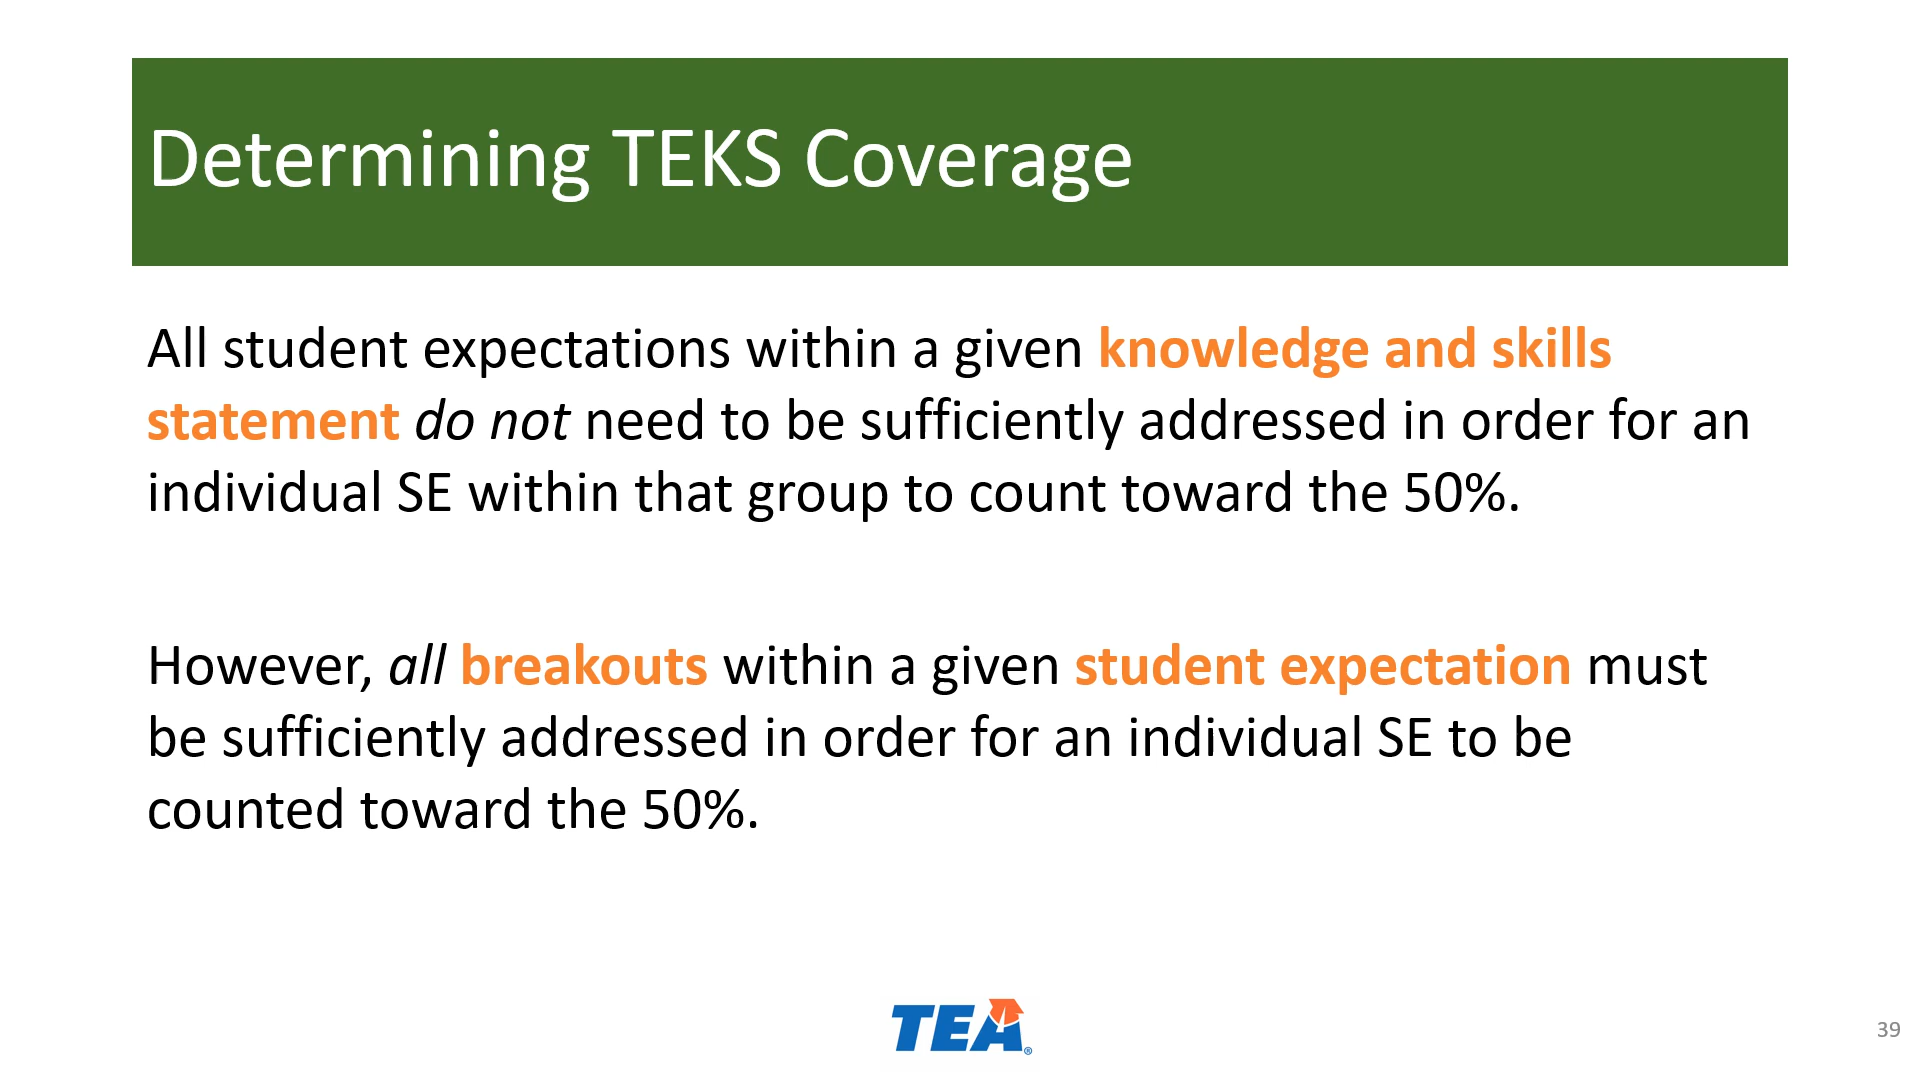 Determining TEKS Coverage
All student expectations within a given knowledge and skills
statement do not need to be sufficiently addressed in order for an
individual SE within that group to count toward the 50%.
However, all breakouts within a given student expectation must
be sufficiently addressed in order for an individual SE to be
counted toward the 50%.
TEA®
39